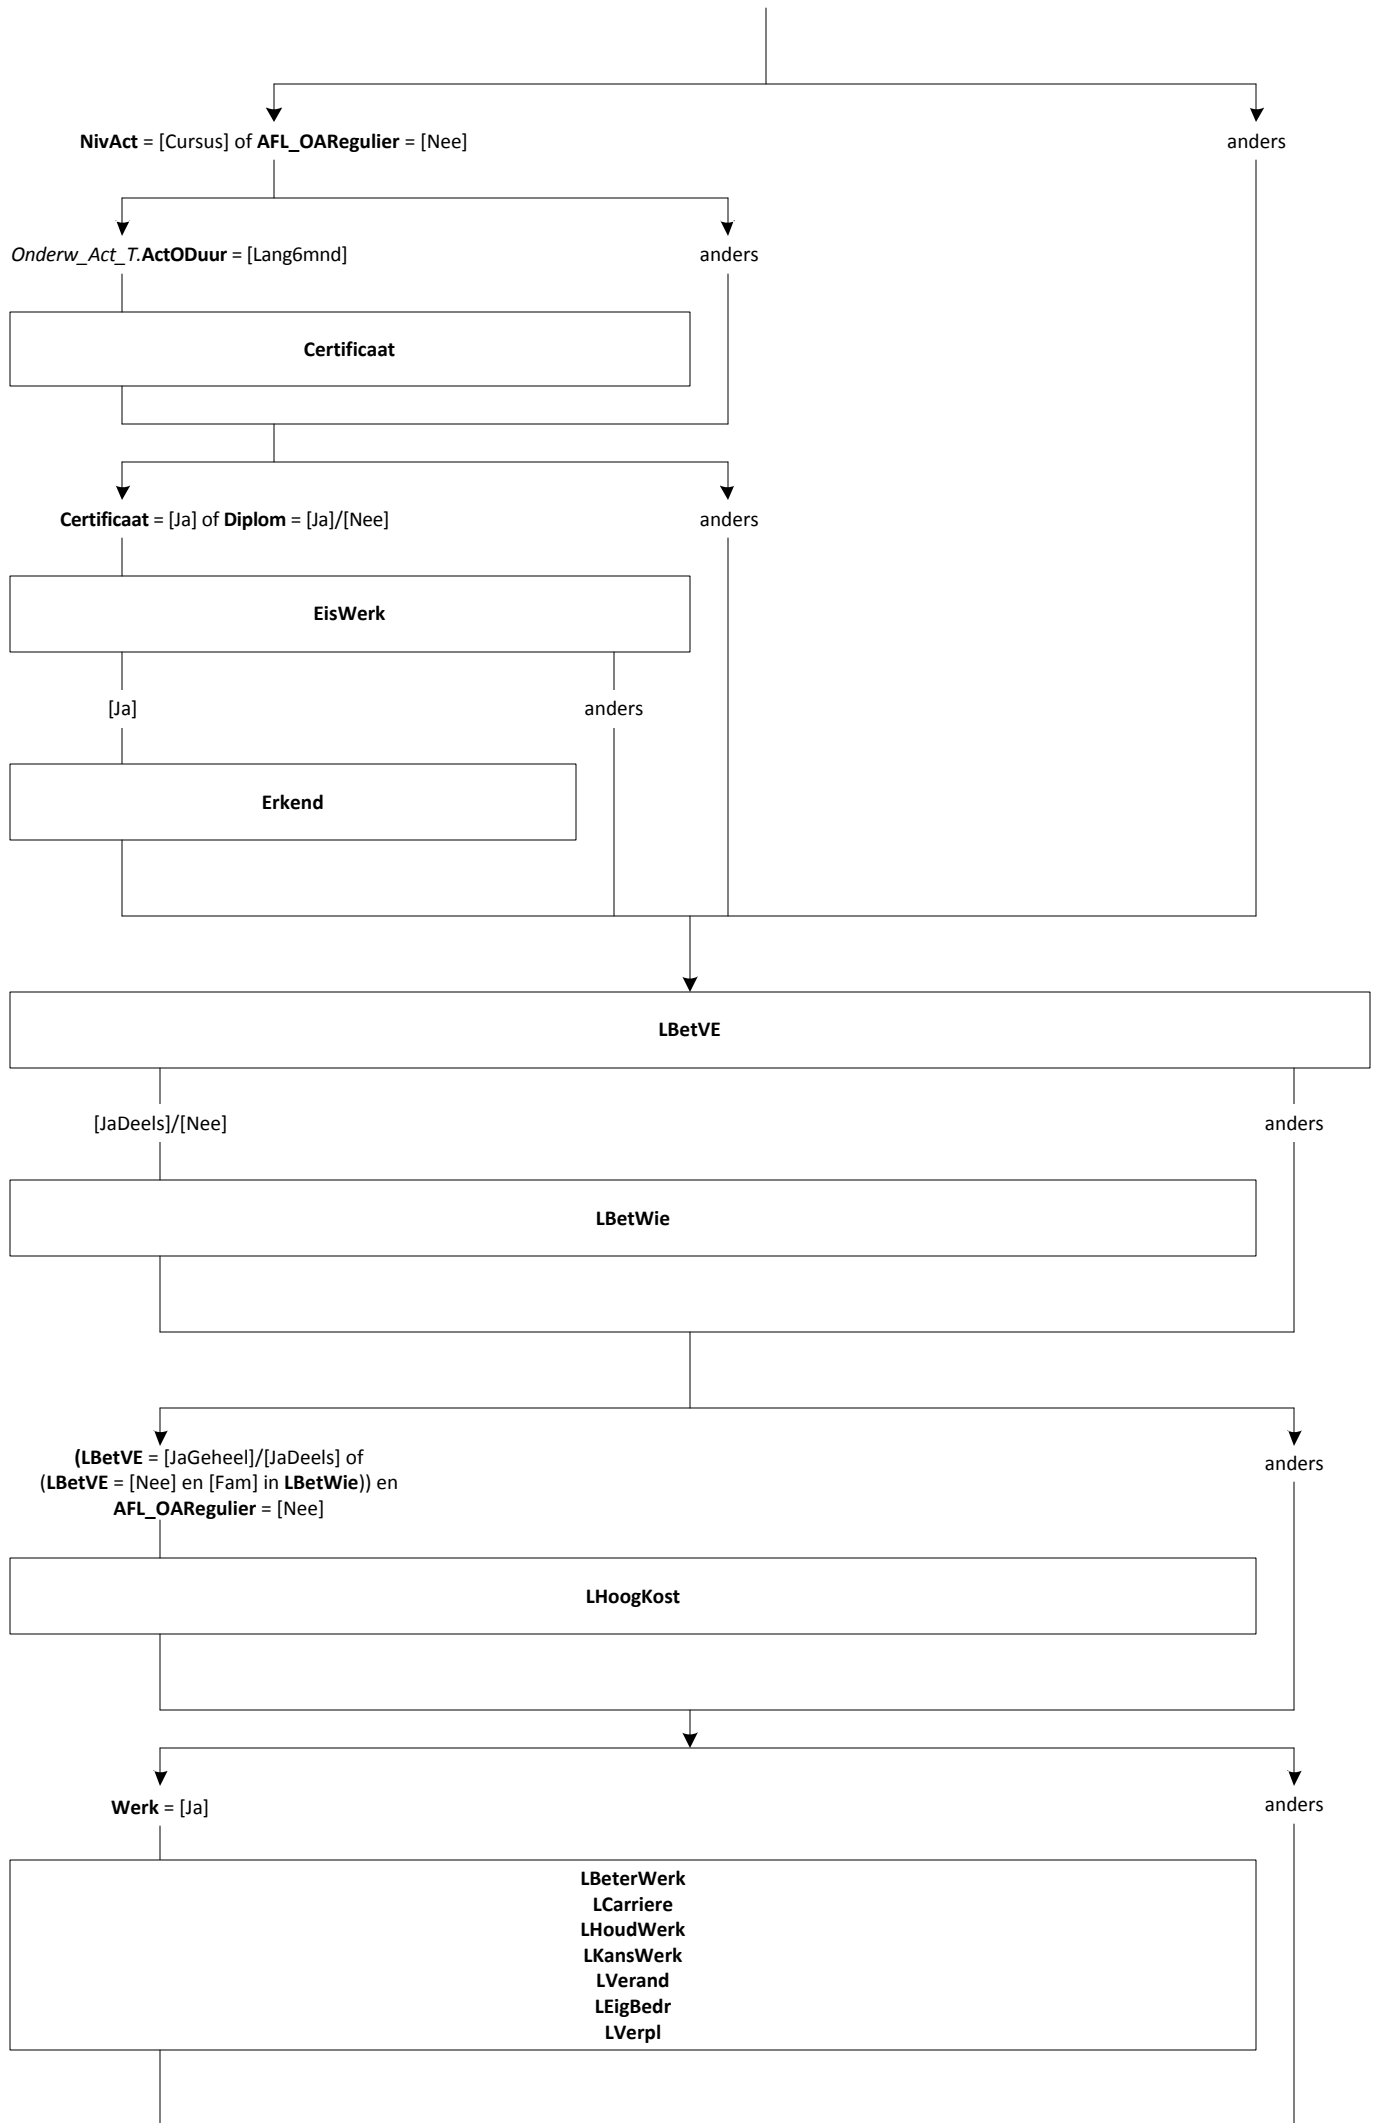 NivAct = [Cursus] of AFL_OARegulier = [Nee]
anders
Onderw_Act_T.ActODuur = [Lang6mnd]
anders
Certificaat
Certificaat = [Ja] of Diplom = [Ja]/[Nee]
anders
EisWerk
[Ja]
anders
Erkend
LBetVE
[JaDeels]/[Nee]
anders
LBetWie
(LBetVE = [JaGeheel]/[JaDeels] of
(LBetVE = [Nee] en [Fam] in LBetWie)) en
AFL_OARegulier = [Nee]
anders
LHoogKost
Werk = [Ja]
anders
LBeterWerk
LCarriere
LHoudWerk
LKansWerk
LVerand
LEigBedr
LVerpl